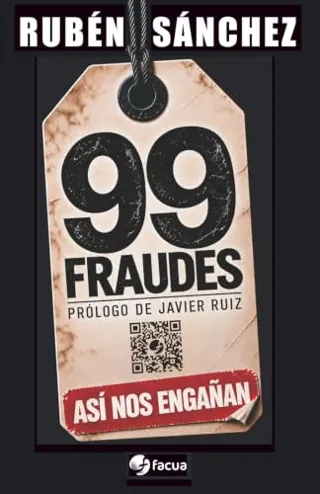 RUBÉN SÁNCHEZ
99
FRAUDES
PRÓLOGO DE JAVIER RUIZ
ASÍ NOS ENGAÑAN
facua